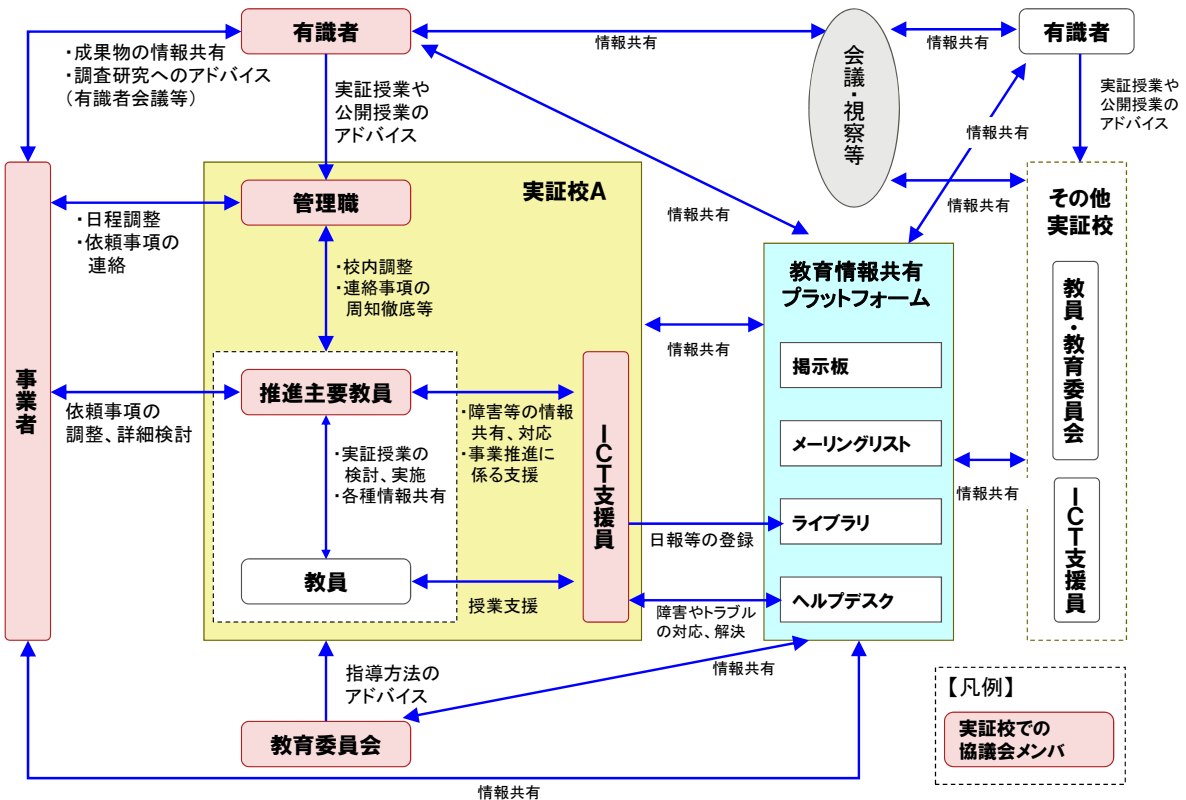 有識者
情報共有
会議・視察等
情報共有
有識者
・成果物の情報共有
・調査研究へのアドバイス
（有識者会議等）
実証授業や
公開授業の
アドバイス
実証授業や
公開授業の
アドバイス
情報共有
情報共有
情報共有
事業者
・日程調整
・依頼事項の
連絡
実証校A
管理職
・校内調整
・連絡事項の
周知徹底等
情報共有
依頼事項の
調整、詳細検討
推進主要教員
・障害等の情報
共有、対応
・事業推進に
係る支援
・実証授業の
検討、実施
・各種情報共有
教員
授業支援
ICT支援員
日報等の登録
障害やトラブル
の対応、解決
教育情報共有
プラットフォーム
掲示板
メーリングリスト
ライブラリ
ヘルプデスク
情報共有
その他
実証校
教員・教育委員会
ICT支援員
指導方法の
アドバイス
情報共有
教育委員会
情報共有
【凡例】
実証校での
協議会メンバ